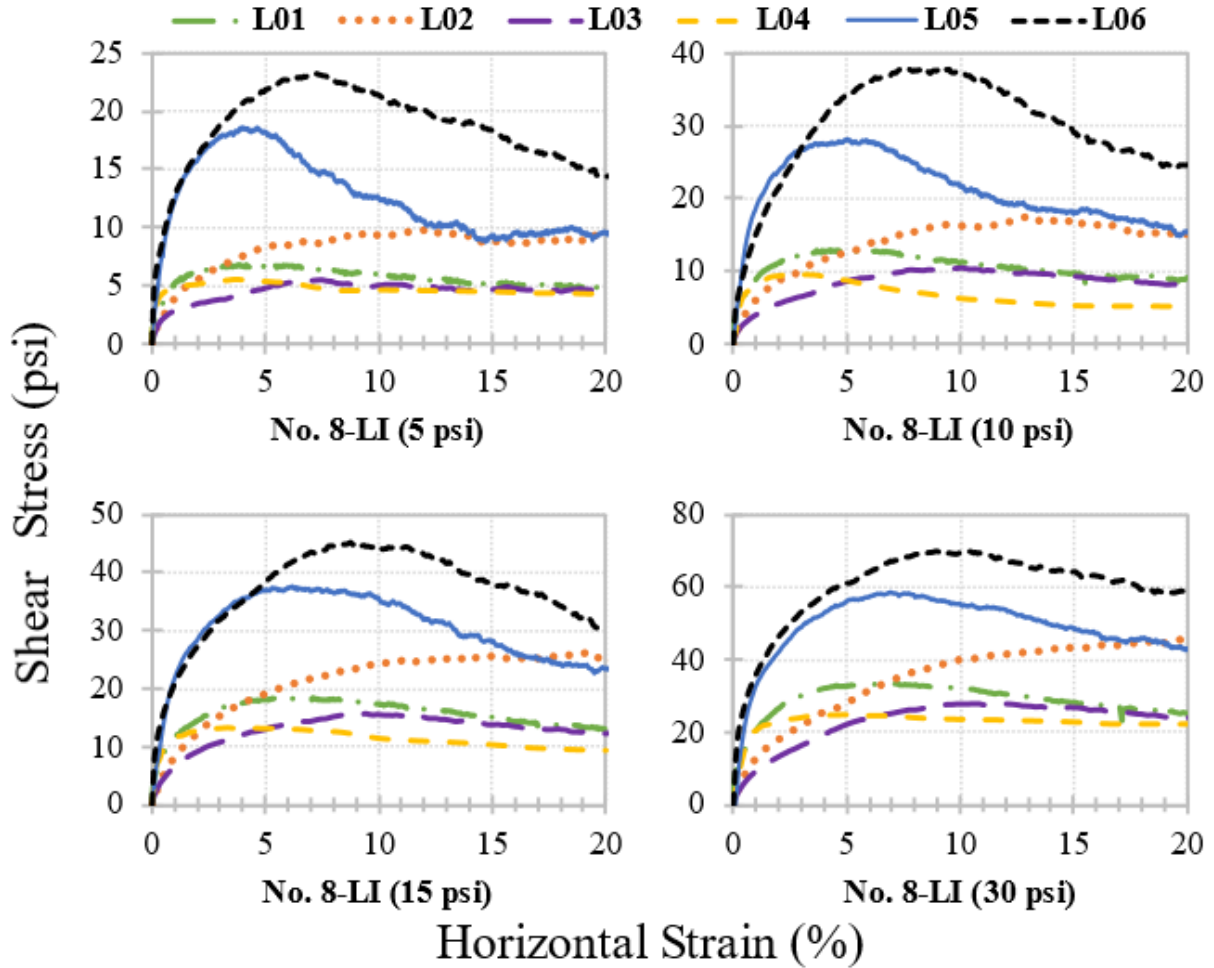 L01 L02 L03 L04 L05 L06
Shear Stress (psi)
25
20
15
10
5
0
0 5 10 15 20
No. 8-LI (5 psi)
40
30
20
10
0
0 5 10 15 20
No. 8-LI (10 psi)
50
40
30
20
10
0
0 5 10 15 20
No. 8-LI (15 psi)
80
60
40
20
0
0 5 10 15 20
No. 8-LI (30 psi)
Horizontal Strain (%)